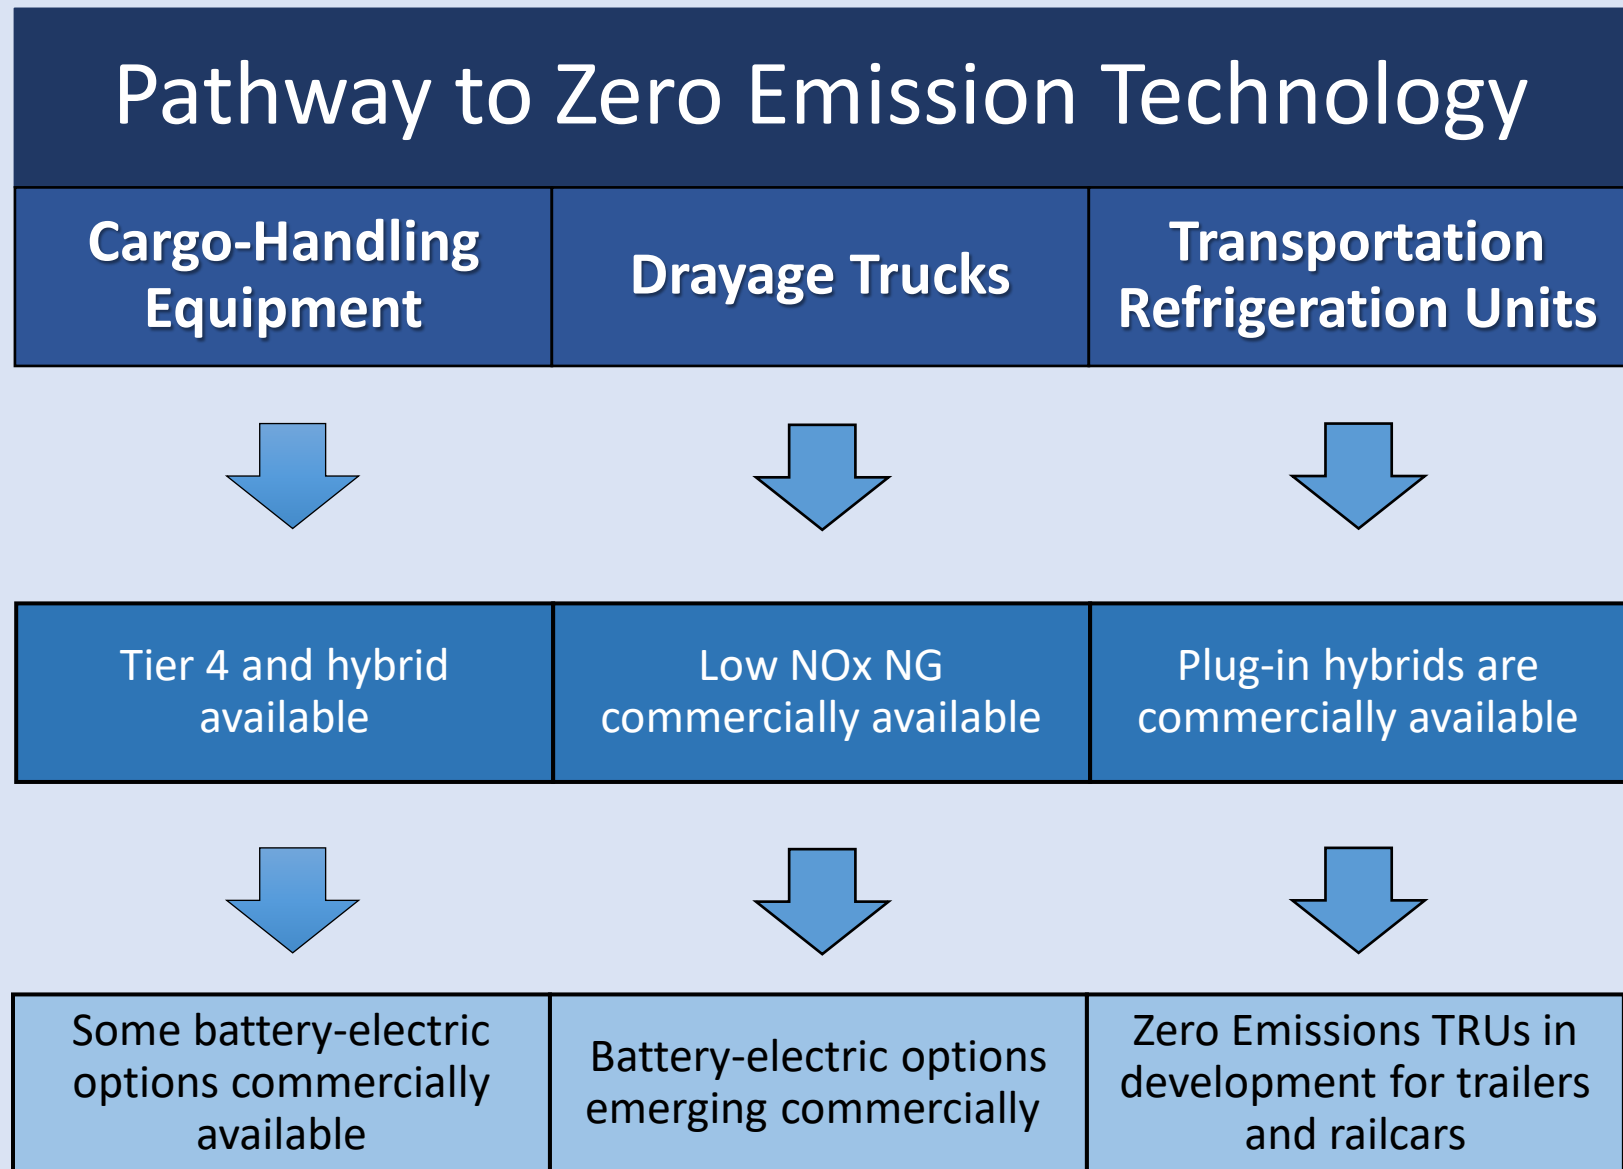 Pathway to Zero Emission Technology
Cargo-Handling
Equipment
Drayage Trucks
Transportation
Refrigeration Units
Tier 4 and hybrid
available
Low NOx NG
commercially available
Plug-in hybrids are
commercially available
Some battery-electric
options commercially
available
Battery-electric options
emerging commercially
Zero Emissions TRUs in
development for trailers
and railcars